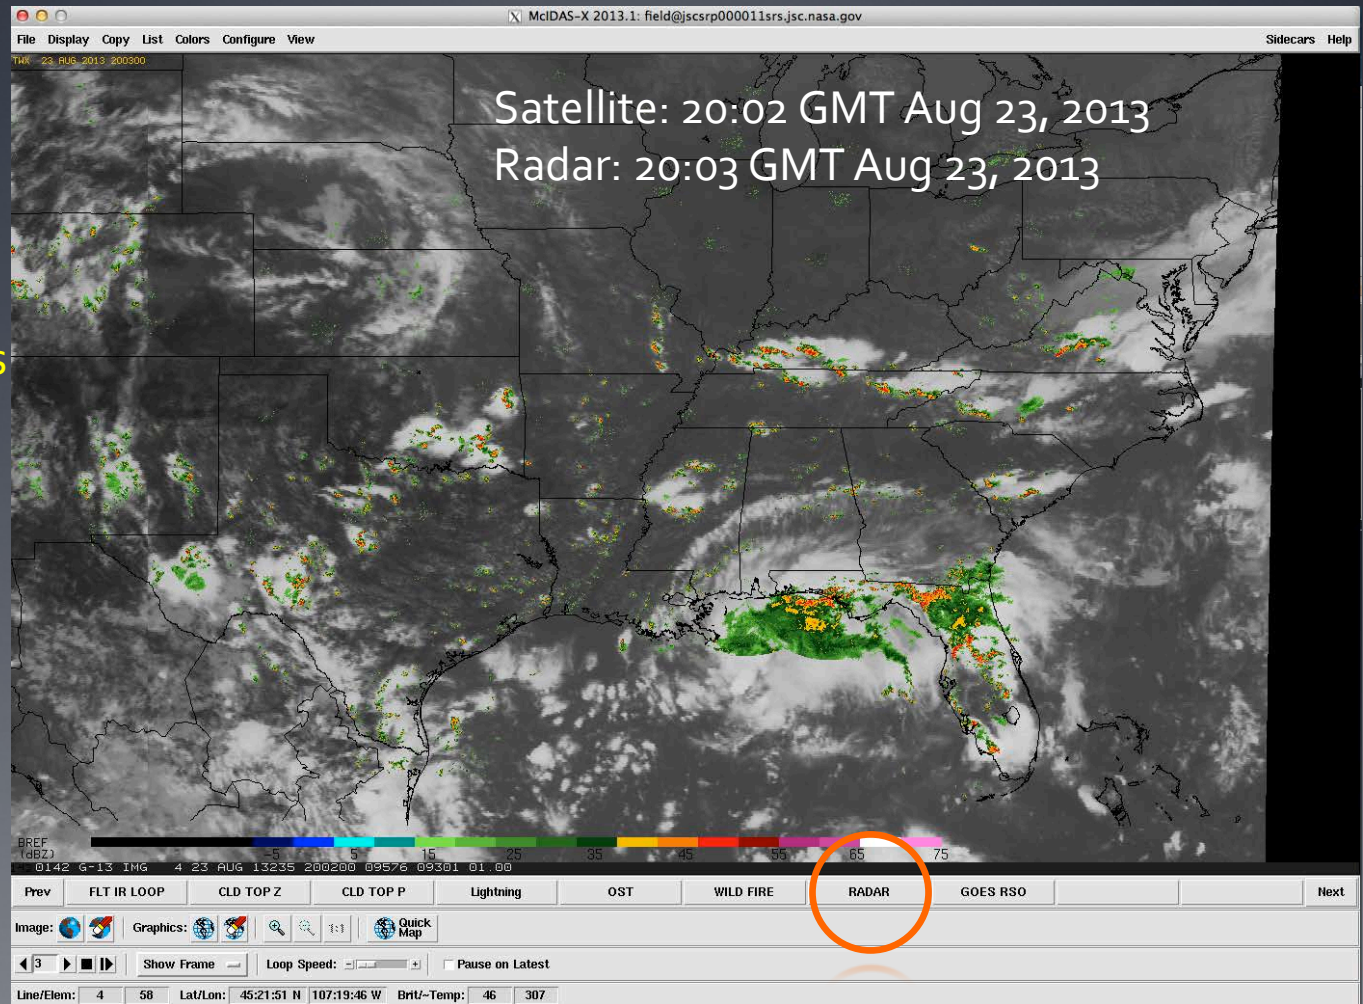 McIDAS-X 2013.1: field@jscsrp000011srs.jsc.nasa.gov
File Display Copy List Colors Configure View Sidecars Help
TWX 23 AUG 2013 200300
Satellite: 20:02 GMT Aug 23, 2013
Radar: 20:03 GMT Aug 23, 2013
s
BREF
(dBZ) -5 5 15 25 35 45 55 65 75
0142 G-13 IMG 4 23 AUG 13235 200200 09576 09301 01.00
Prev FLT IR LOOP CLD TOP Z CLD TOP P Lightning OST WILD FIRE RADAR GOES RSO Next
Image: Graphics: 1:1 Quick Map
3 Show Frame Loop Speed: Pause on Latest
Line/Elem: 4 58 Lat/Lon: 45:21:51 N 107:19:46 W Brit/~Temp: 46 307